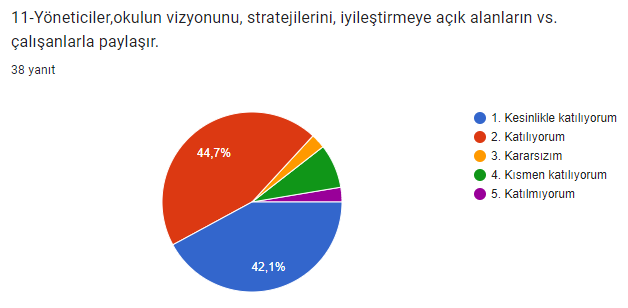 11-Yöneticiler,okulun vizyonunu, stratejilerini, iyileştirmeye açık alanların vs.
çalışanlarla paylaşır.
38 yanıt
44,7%
42,1%
1. Kesinlikle katılıyorum
2. Katılıyorum
3. Kararsızım
4. Kısmen katılıyorum
5. Katılmıyorum